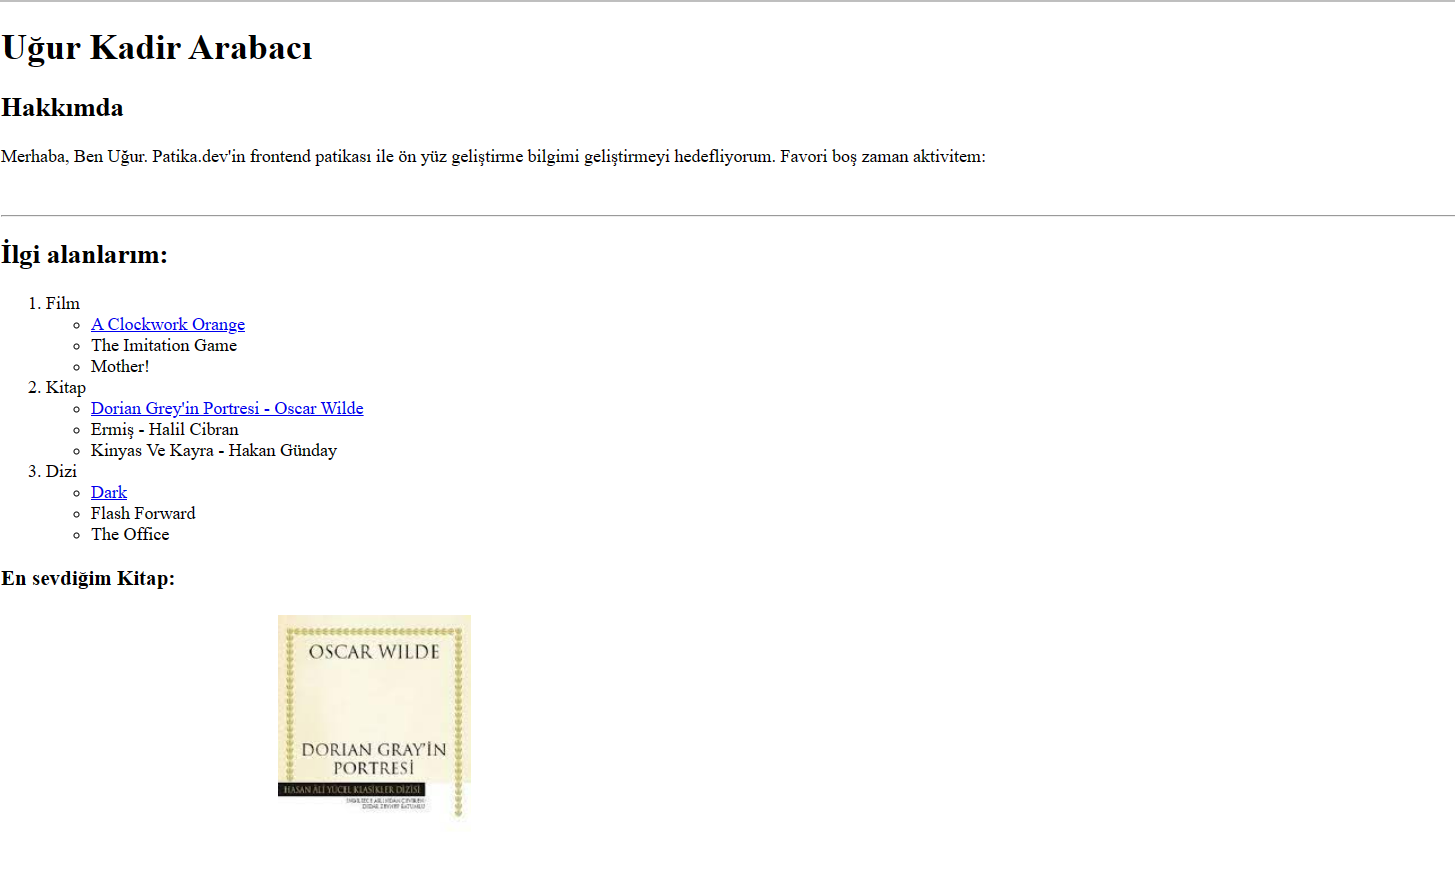 Uğur Kadir Arabacı
Hakkımda
Merhaba, Ben Uğur. Patika.dev'in frontend patikası ile ön yüz geliştirme bilgimi geliştirmeyi hedefliyorum. Favori boş zaman aktivitem:
İlgi alanlarım:
1. Film
A Clockwork Orange
The Imitation Game
Mother!
2. Kitap
Dorian Grey'in Portresi - Oscar Wilde
Ermiş - Halil Cibran
Kinyas Ve Kayra - Hakan Günday
3. Dizi
Dark
Flash Forward
The Office
En sevdiğim Kitap:
OSCAR WILDE
DORIAN GRAY'İN
PORTRESİ
HASAN ÂLİ YÜCEL KLASİKLER DİZİSİ